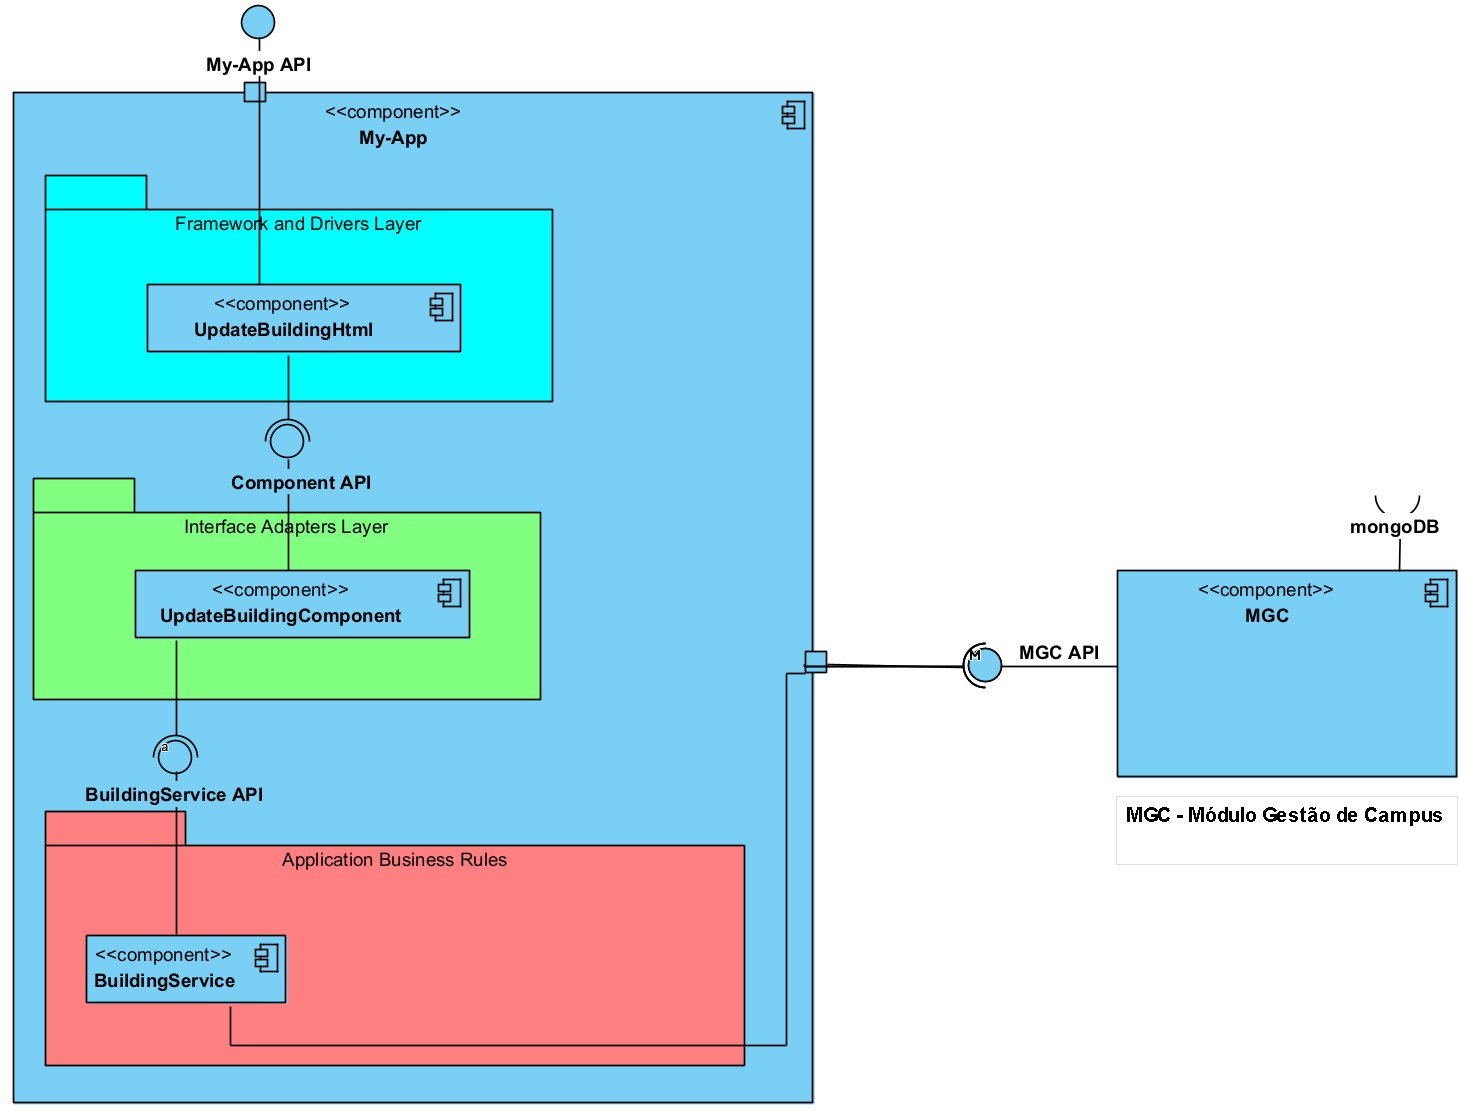 My-App API
<<component>>
My-App
Framework and Drivers Layer
<<component>>
UpdateBuildingHtml
Component API
Interface Adapters Layer
<<component>>
UpdateBuildingComponent
a
BuildingService API
Application Business Rules
<<component>>
BuildingService
M
MGC API
mongoDB
<<component>>
MGC
MGC - Módulo Gestão de Campus